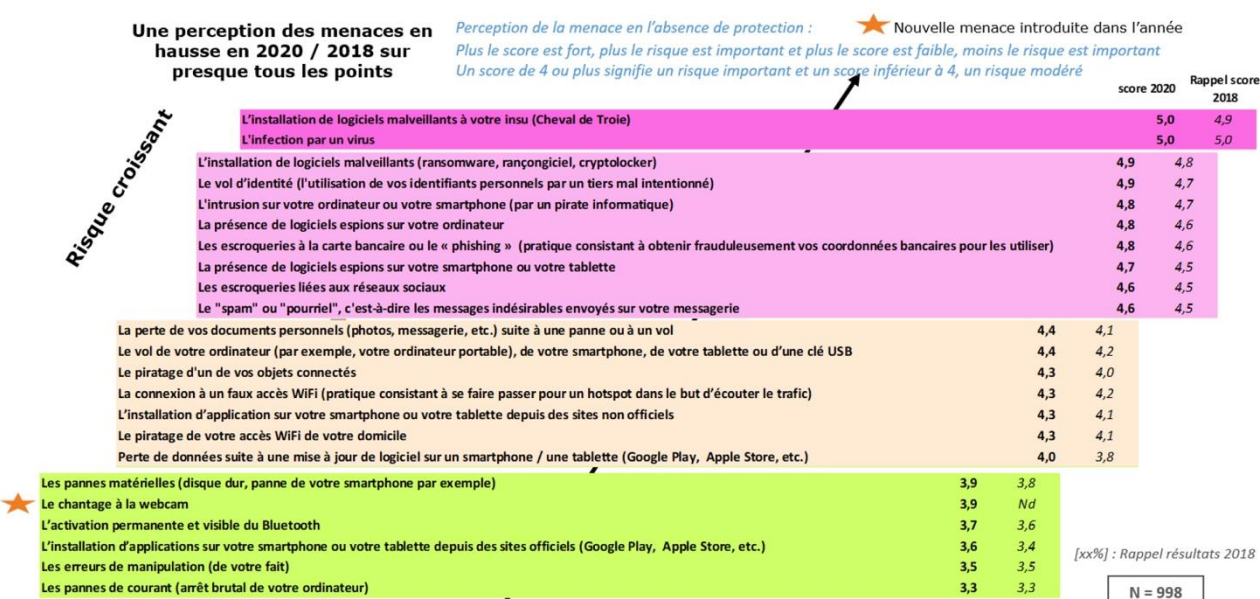 Une perception des menaces en
hausse en 2020 / 2018 sur
presque tous les points
Perception de la menace en l'absence de protection :
Nouvelle menace introduite dans l'année
Plus le score est fort, plus le risque est important et plus le score est faible, moins le risque est important
Un score de 4 ou plus signifie un risque important et un score inférieur à 4, un risque modéré
score 2020
Rappel score
2018
Risque croissant
L'installation de logiciels malveillants à votre insu (Cheval de Troie) 5,0 4,9
L'infection par un virus 5,0 5,0
L'installation de logiciels malveillants (ransomware, rançongiciel, cryptolocker) 4,9 4,8
Le vol d'identité (l'utilisation de vos identifiants personnels par un tiers mal intentionné) 4,9 4,7
L'intrusion sur votre ordinateur ou votre smartphone (par un pirate informatique) 4,8 4,7
La présence de logiciels espions sur votre ordinateur 4,8 4,6
Les escroqueries à la carte bancaire ou le « phishing » (pratique consistant à obtenir frauduleusement vos coordonnées bancaires pour les utiliser) 4,8 4,6
La présence de logiciels espions sur votre smartphone ou votre tablette 4,7 4,5
Les escroqueries liées aux réseaux sociaux 4,6 4,5
Le "spam" ou "pourriel", c'est-à-dire les messages indésirables envoyés sur votre messagerie 4,6 4,5
La perte de vos documents personnels (photos, messagerie, etc.) suite à une panne ou à un vol 4,4 4,1
Le vol de votre ordinateur (par exemple, votre ordinateur portable), de votre smartphone, de votre tablette ou d'une clé USB 4,4 4,2
Le piratage d'un de vos objets connectés 4,3 4,0
La connexion à un faux accès WiFi (pratique consistant à se faire passer pour un hotspot dans le but d'écouter le trafic) 4,3 4,2
L'installation d'application sur votre smartphone ou votre tablette depuis des sites non officiels 4,3 4,1
Le piratage de votre accès WiFi de votre domicile 4,3 4,1
Perte de données suite à une mise à jour de logiciel sur un smartphone / une tablette (Google Play, Apple Store, etc.) 4,0 3,8
Les pannes matérielles (disque dur, panne de votre smartphone par exemple) 3,9 3,8
Le chantage à la webcam 3,9 Nd
L'activation permanente et visible du Bluetooth 3,7 3,6
L'installation d'applications sur votre smartphone ou votre tablette depuis des sites officiels (Google Play, Apple Store, etc.) 3,6 3,4
Les erreurs de manipulation (de votre fait) 3,5 3,5
Les pannes de courant (arrêt brutal de votre ordinateur) 3,3 3,3
[xx%] : Rappel résultats 2018
N = 998